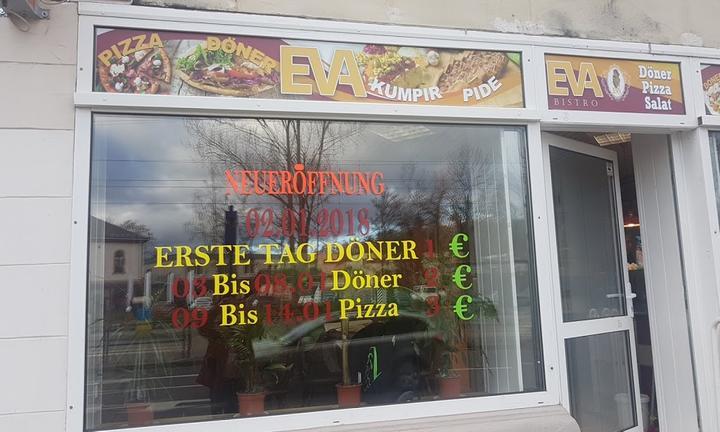 PIZZA DÖNER EVA KUMPIR PIDE
EVA BISTRO
Döner
Pizza
Salat
NEUERÖFFNUNG
02.01.2018
ERSTE TAG DÖNER 1 €
03 Bis 08.01 Döner 2 €
09 Bis 14.01 Pizza 3 €